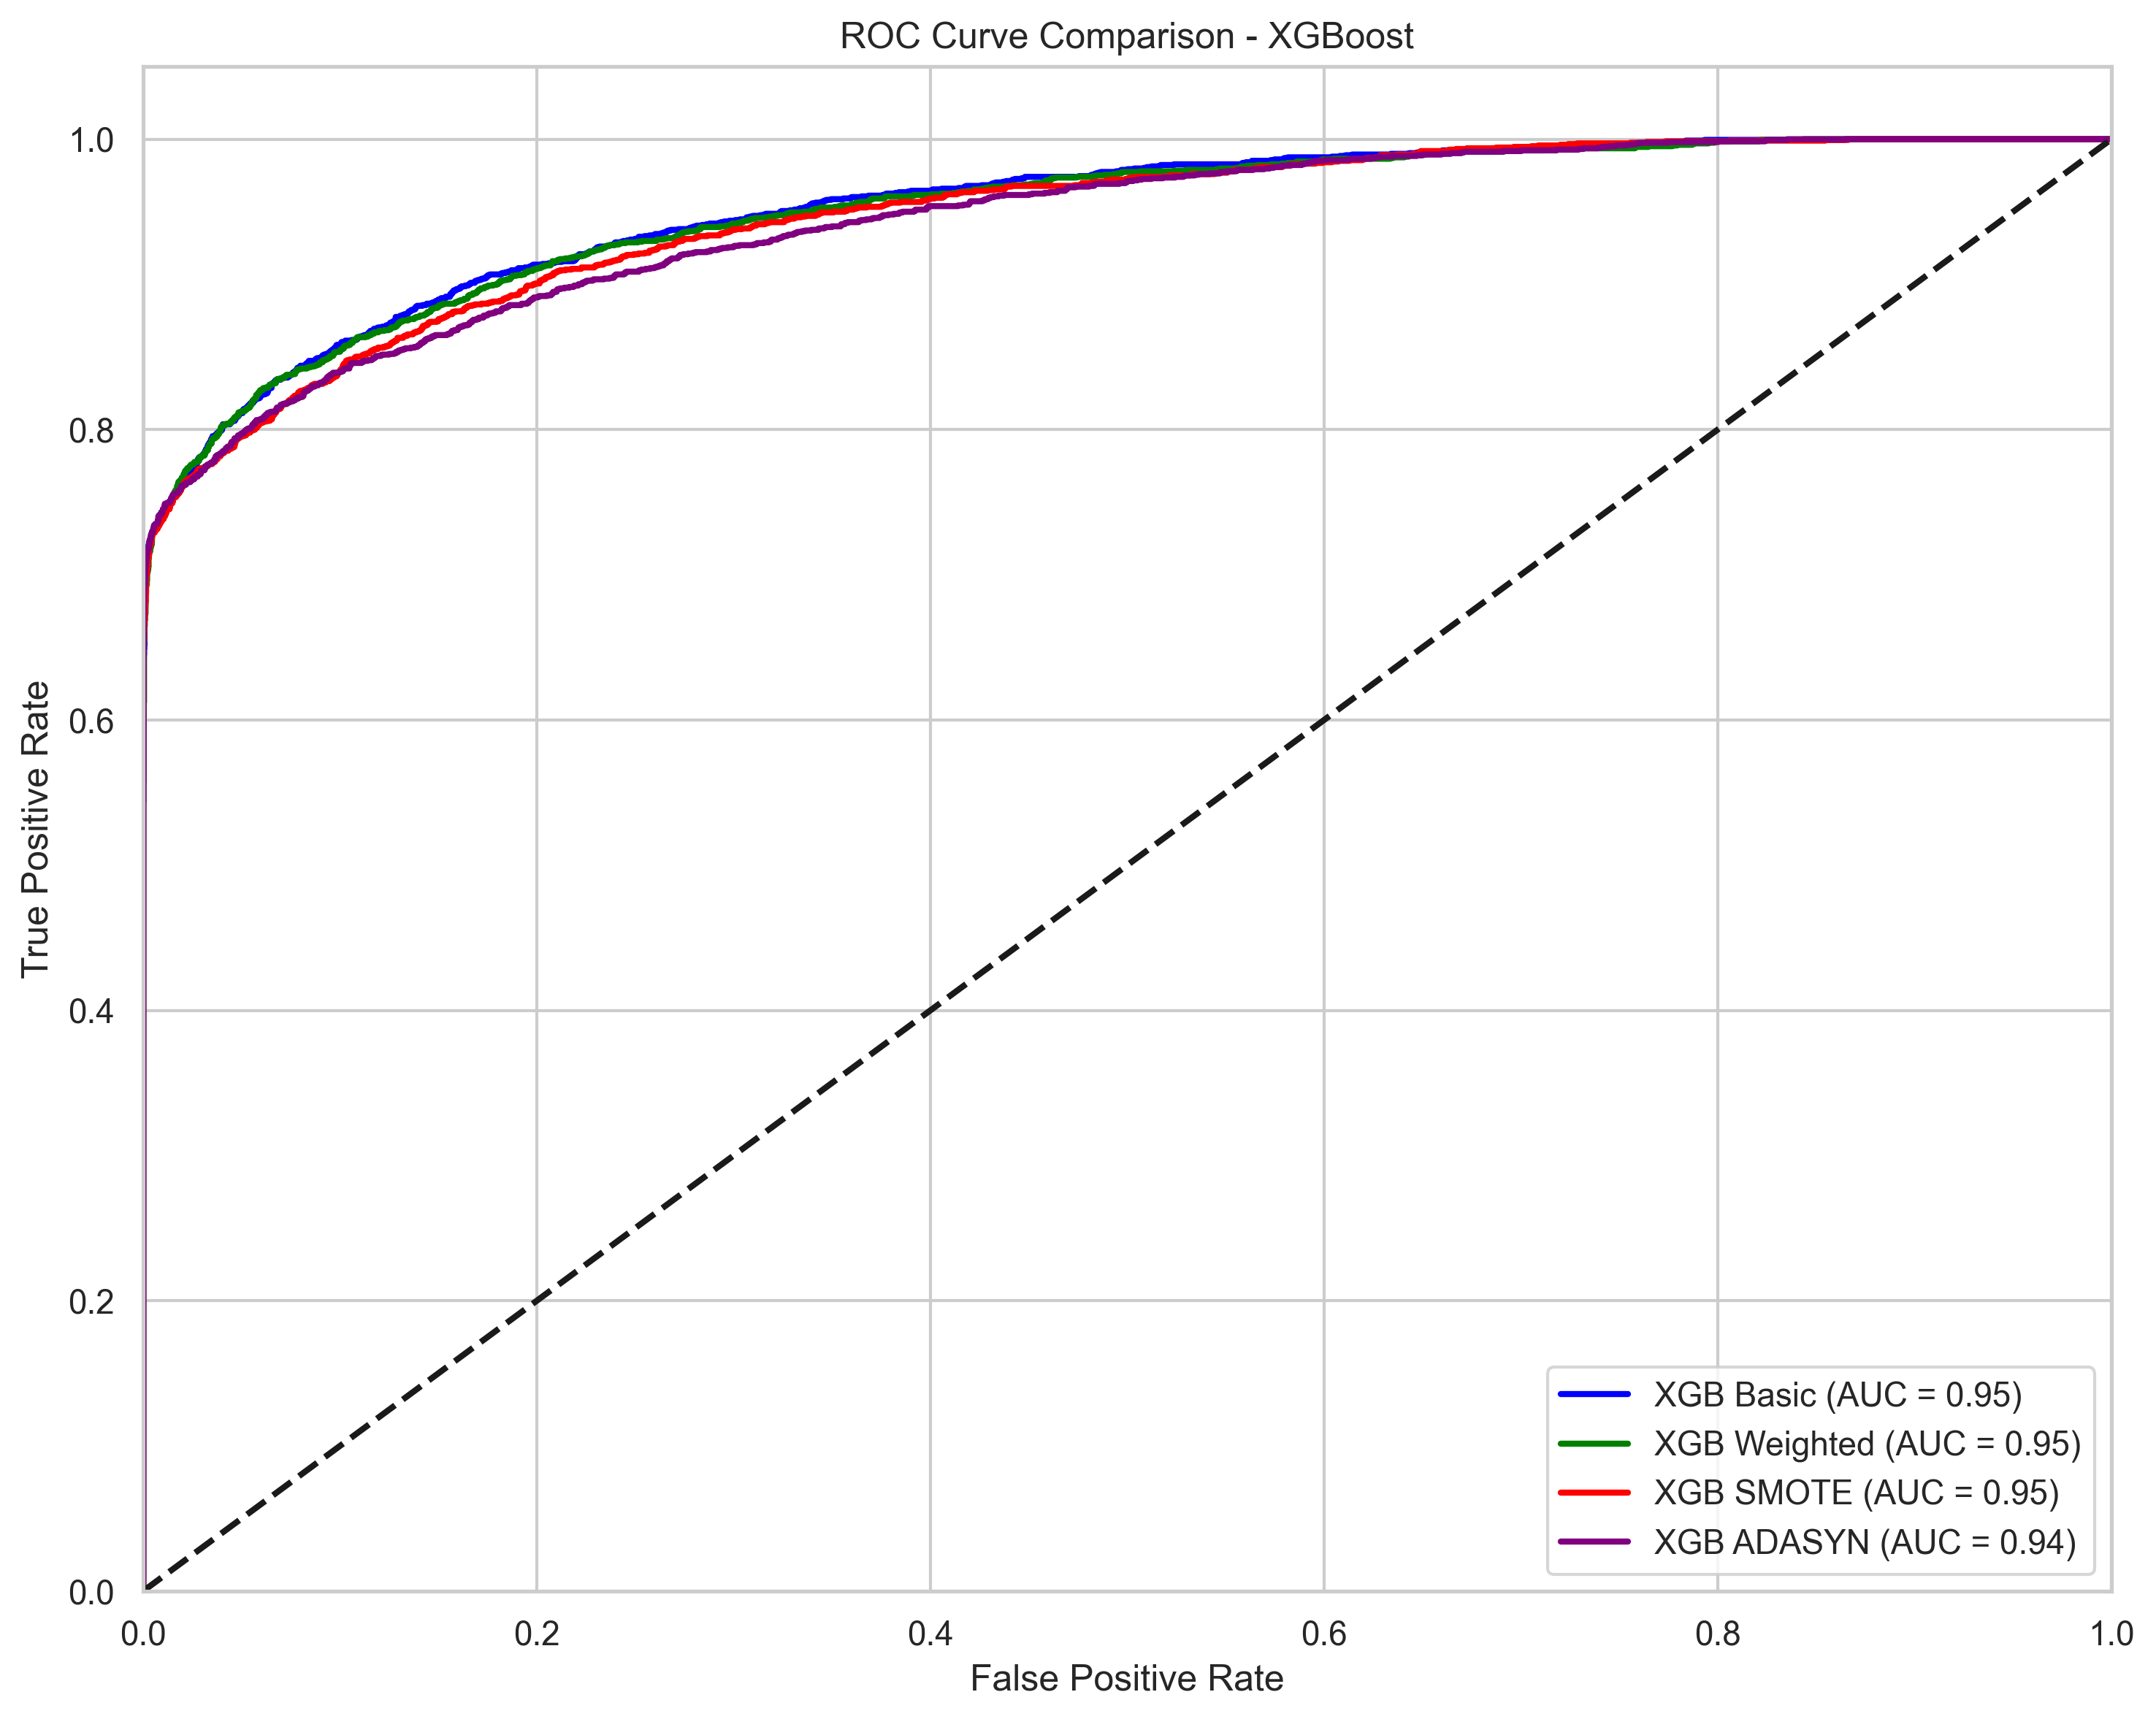 ROC Curve Comparison - XGBoost
True Positive Rate
1.0
0.8
0.6
0.4
0.2
0.0
0.0 0.2 0.4 0.6 0.8 1.0
False Positive Rate
XGB Basic (AUC = 0.95)
XGB Weighted (AUC = 0.95)
XGB SMOTE (AUC = 0.95)
XGB ADASYN (AUC = 0.94)